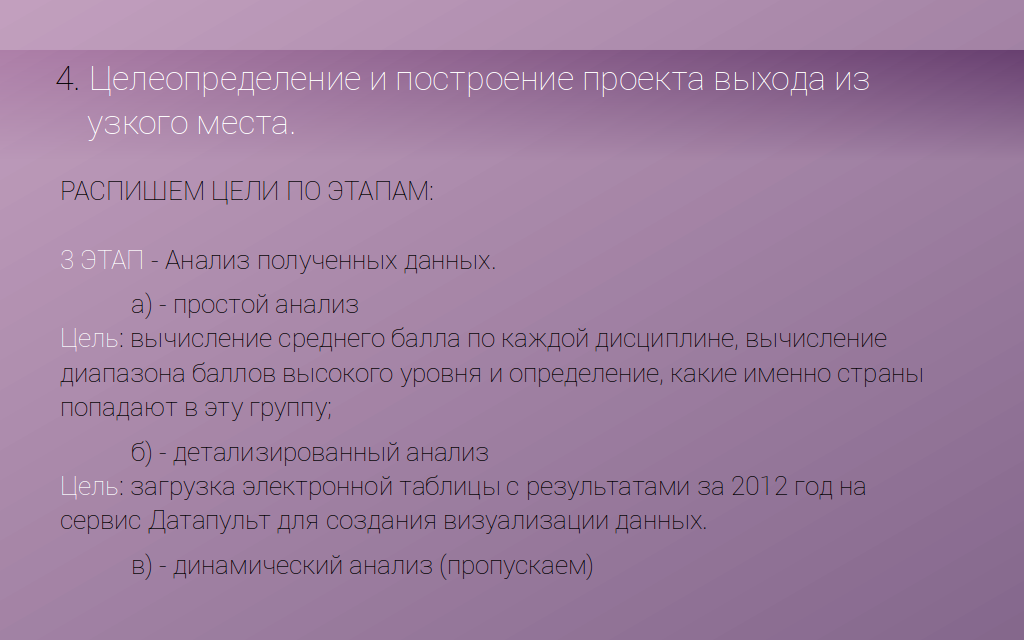 4. Целеопределение и построение проекта выхода из
узкого места.
РАСПИШЕМ ЦЕЛИ ПО ЭТАПАМ:
3 ЭТАП - Анализ полученных данных.
а) - простой анализ
Цель: вычисление среднего балла по каждой дисциплине, вычисление
диапазона баллов высокого уровня и определение, какие именно страны
попадают в эту группу;
б) - детализированный анализ
Цель: загрузка электронной таблицы с результатами за 2012 год на
сервис Датапульт для создания визуализации данных.
в) - динамический анализ (пропускаем)